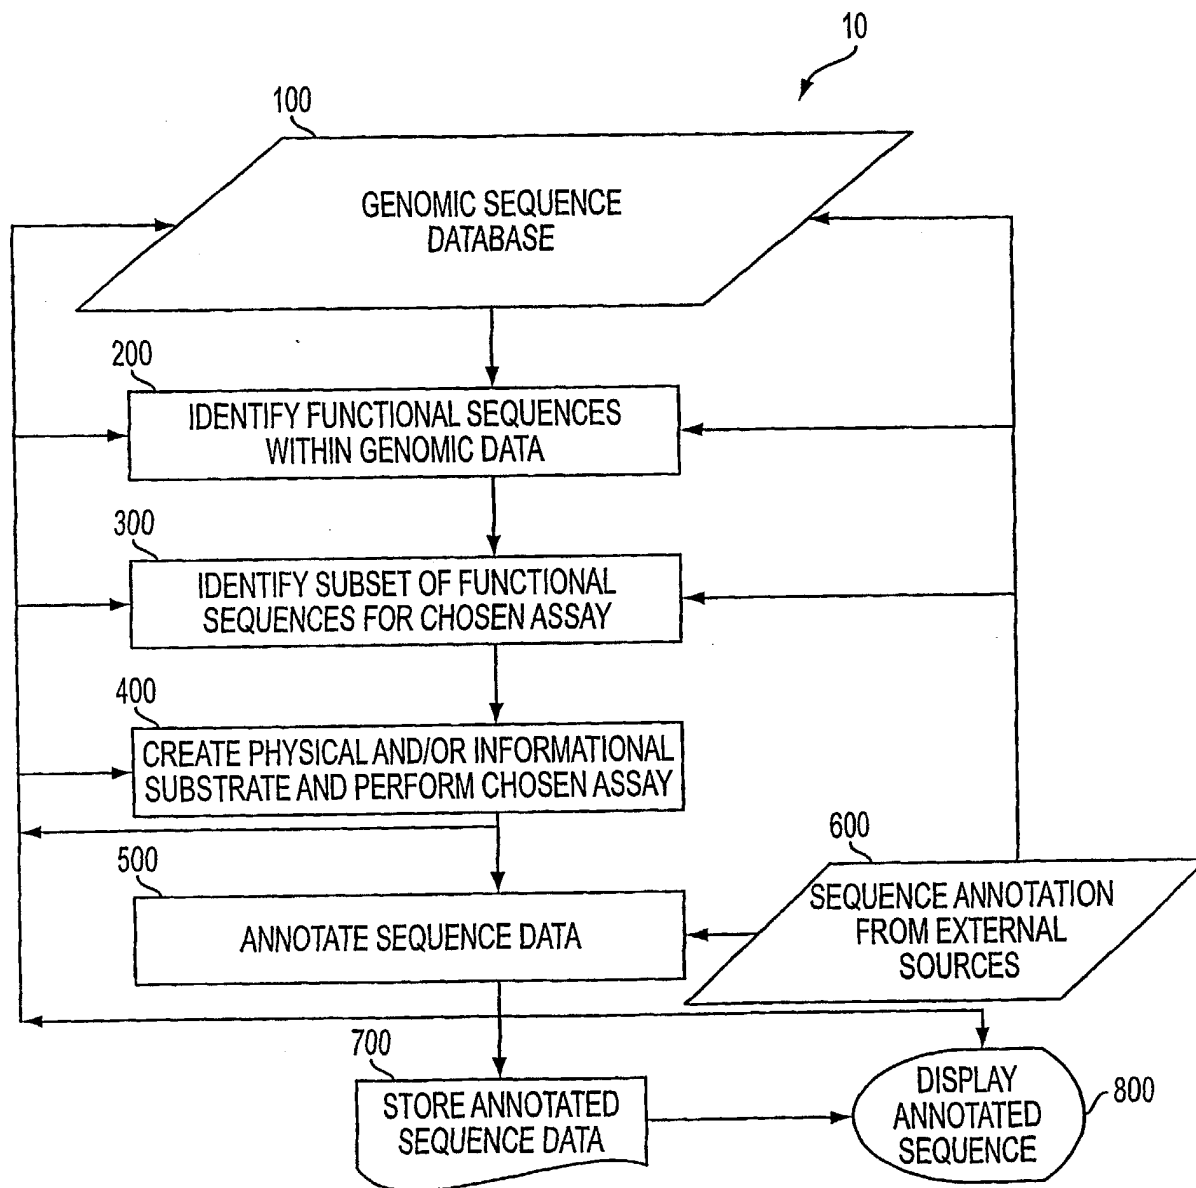 10
100
GENOMIC SEQUENCE
DATABASE
200
IDENTIFY FUNCTIONAL SEQUENCES
WITHIN GENOMIC DATA
300
IDENTIFY SUBSET OF FUNCTIONAL
SEQUENCES FOR CHOSEN ASSAY
400
CREATE PHYSICAL AND/OR INFORMATIONAL
SUBSTRATE AND PERFORM CHOSEN ASSAY
500
ANNOTATE SEQUENCE DATA
600
SEQUENCE ANNOTATION
FROM EXTERNAL
SOURCES
700
STORE ANNOTATED
SEQUENCE DATA
DISPLAY
ANNOTATED
SEQUENCE
800